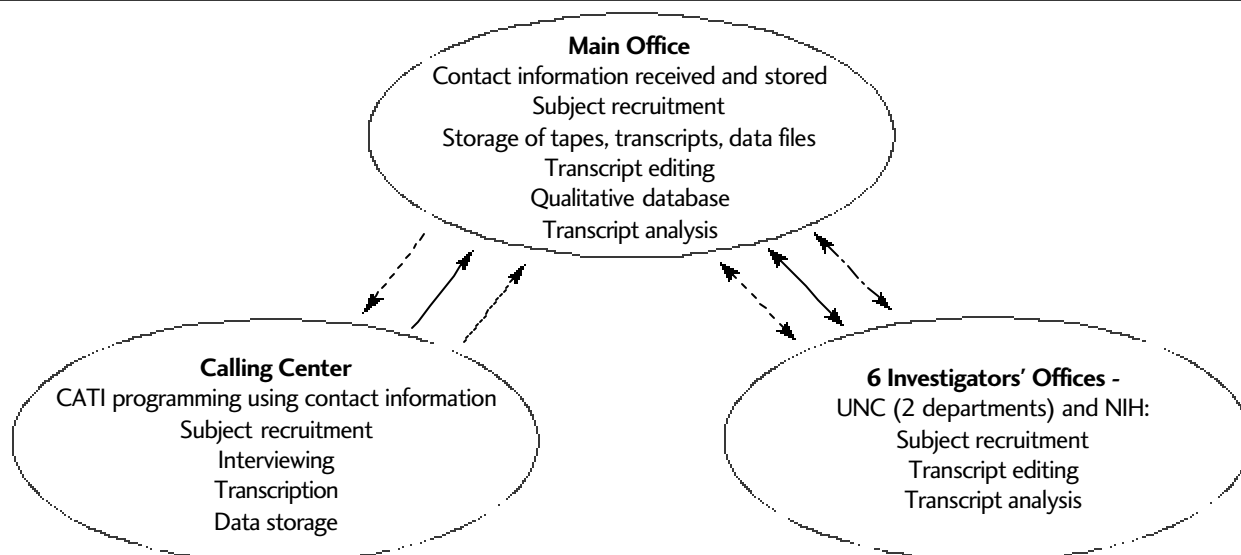 Main Office
Contact information received and stored
Subject recruitment
Storage of tapes, transcripts, data files
Transcript editing
Qualitative database
Transcript analysis
Calling Center
CATI programming using contact information
Subject recruitment
Interviewing
Transcription
Data storage
6 Investigators' Offices -
UNC (2 departments) and NIH:
Subject recruitment
Transcript editing
Transcript analysis